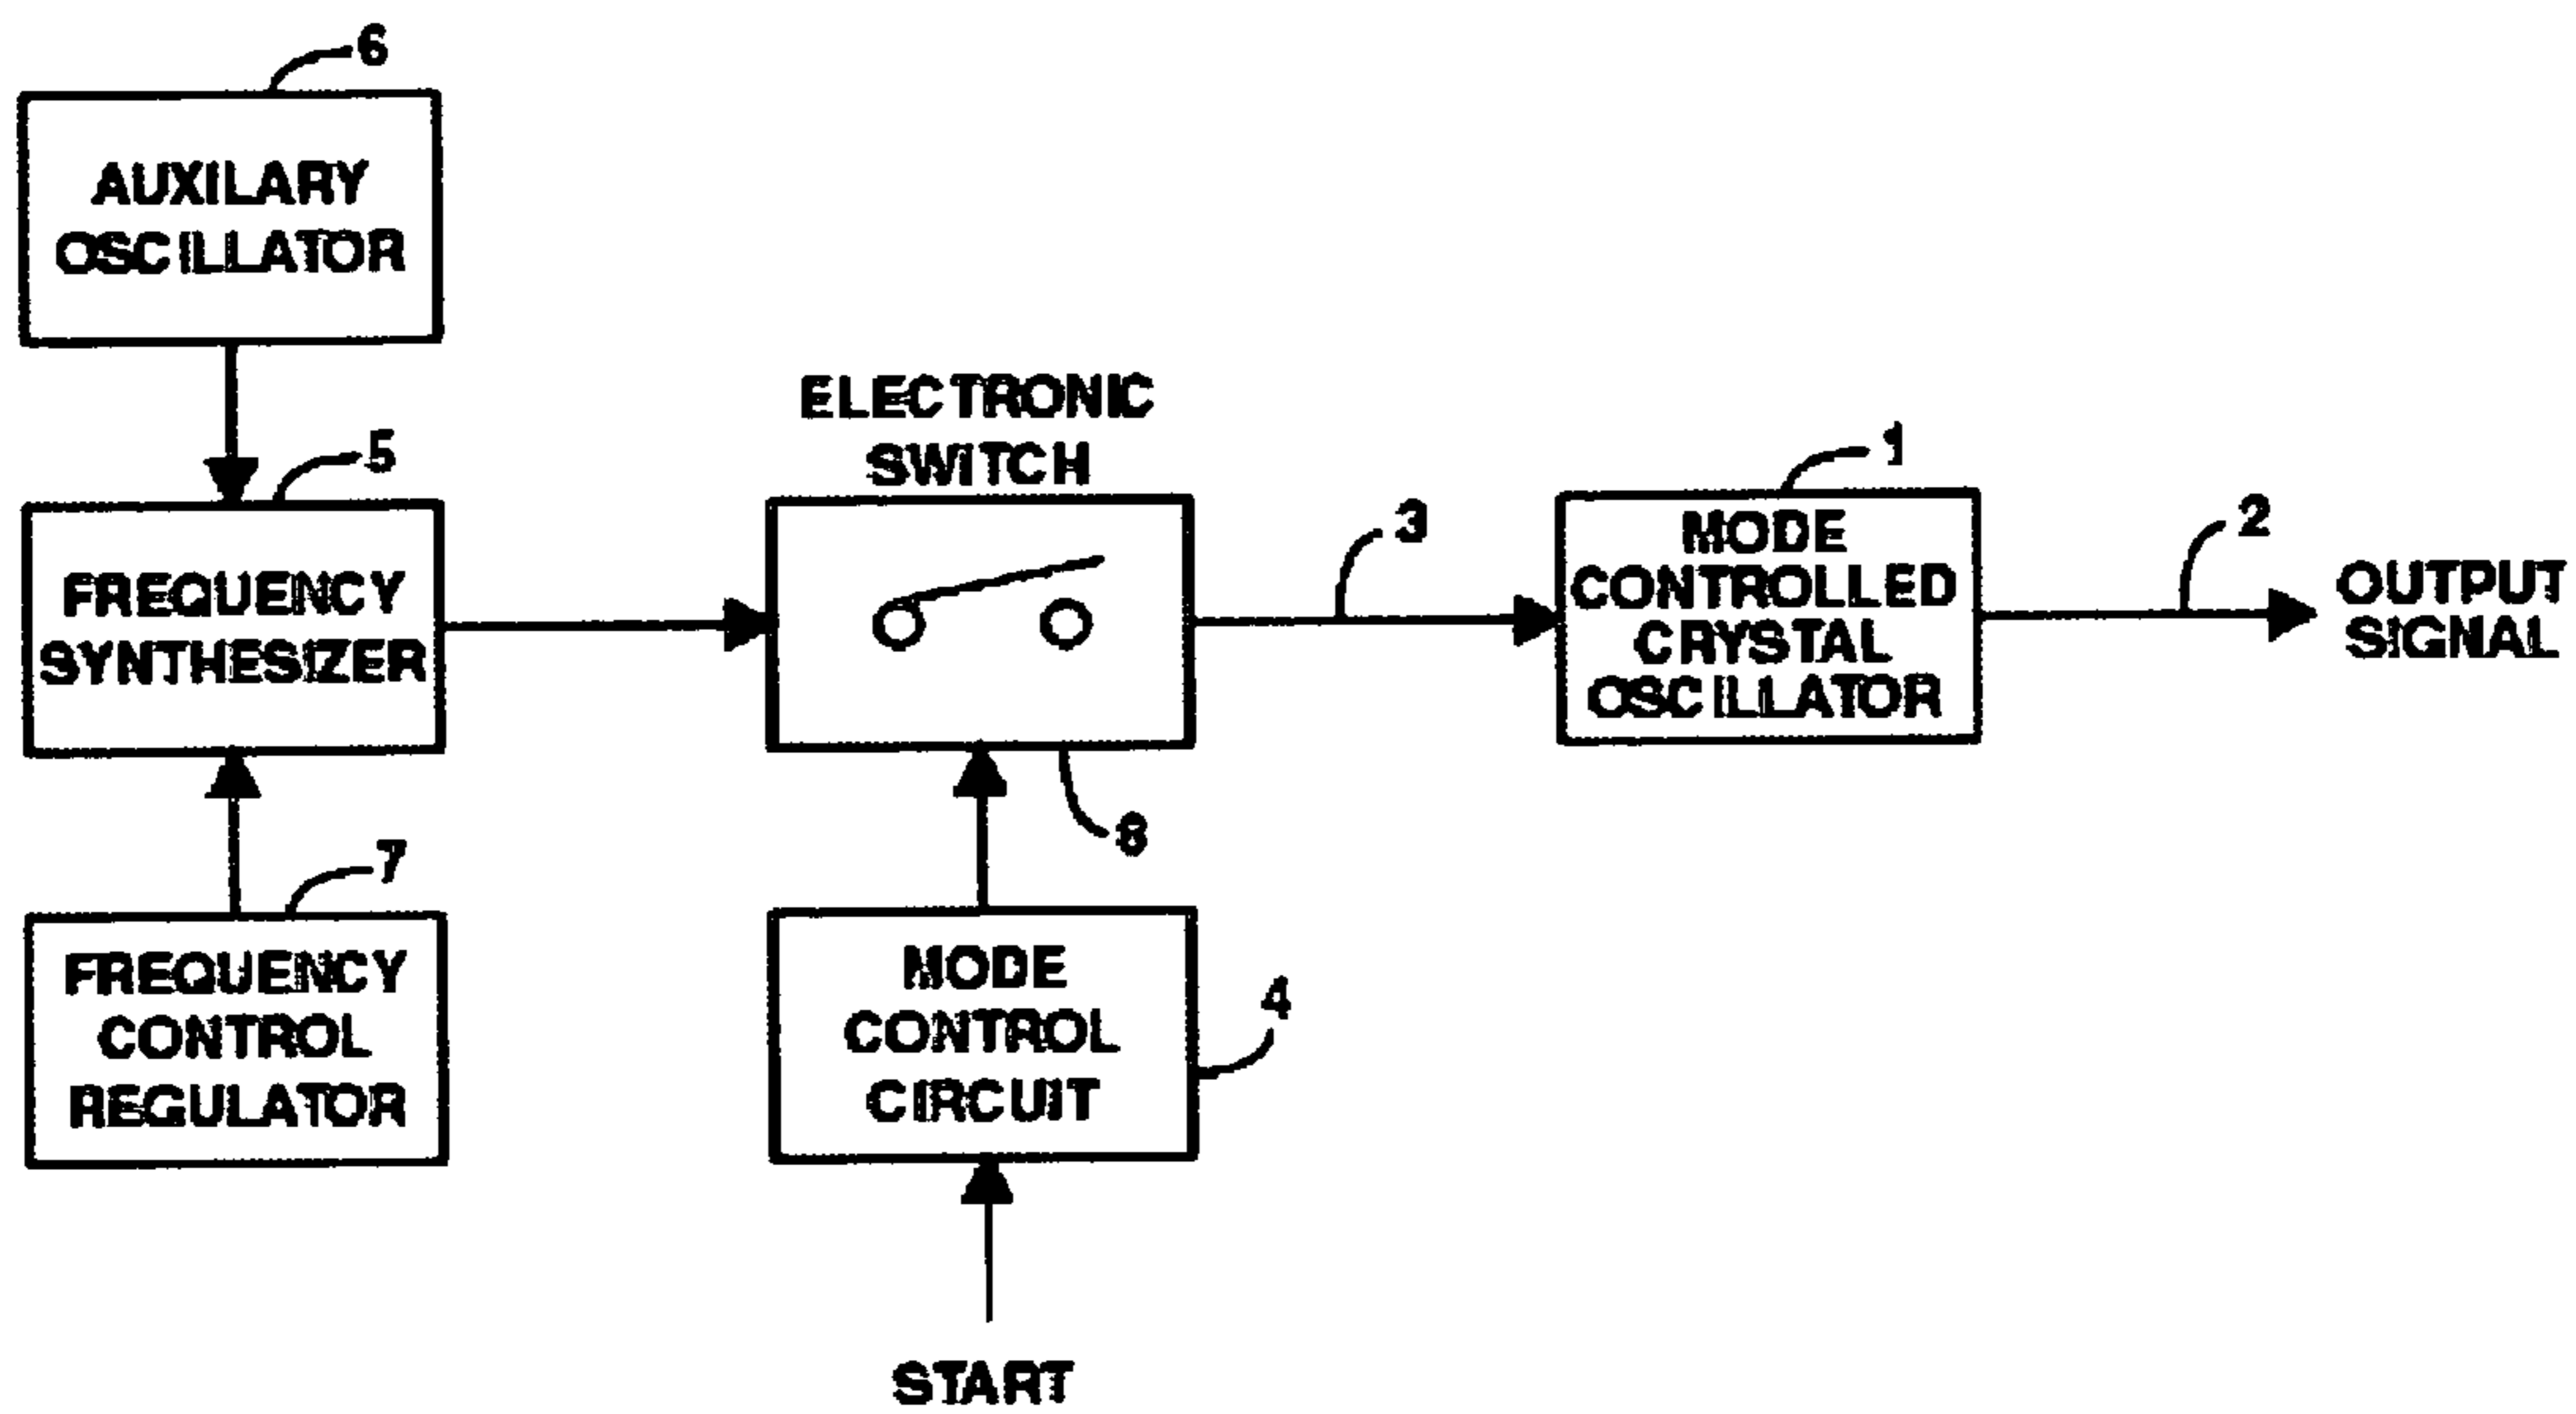 6
AUXILARY
OSCILLATOR
5
FREQUENCY
SYNTHESIZER
7
FREQUENCY
CONTROL
REGULATOR
ELECTRONIC
SWITCH
8
MODE
CONTROL
CIRCUIT
4
START
3
1
MODE
CONTROLLED
CRYSTAL
OSCILLATOR
2
OUTPUT
SIGNAL